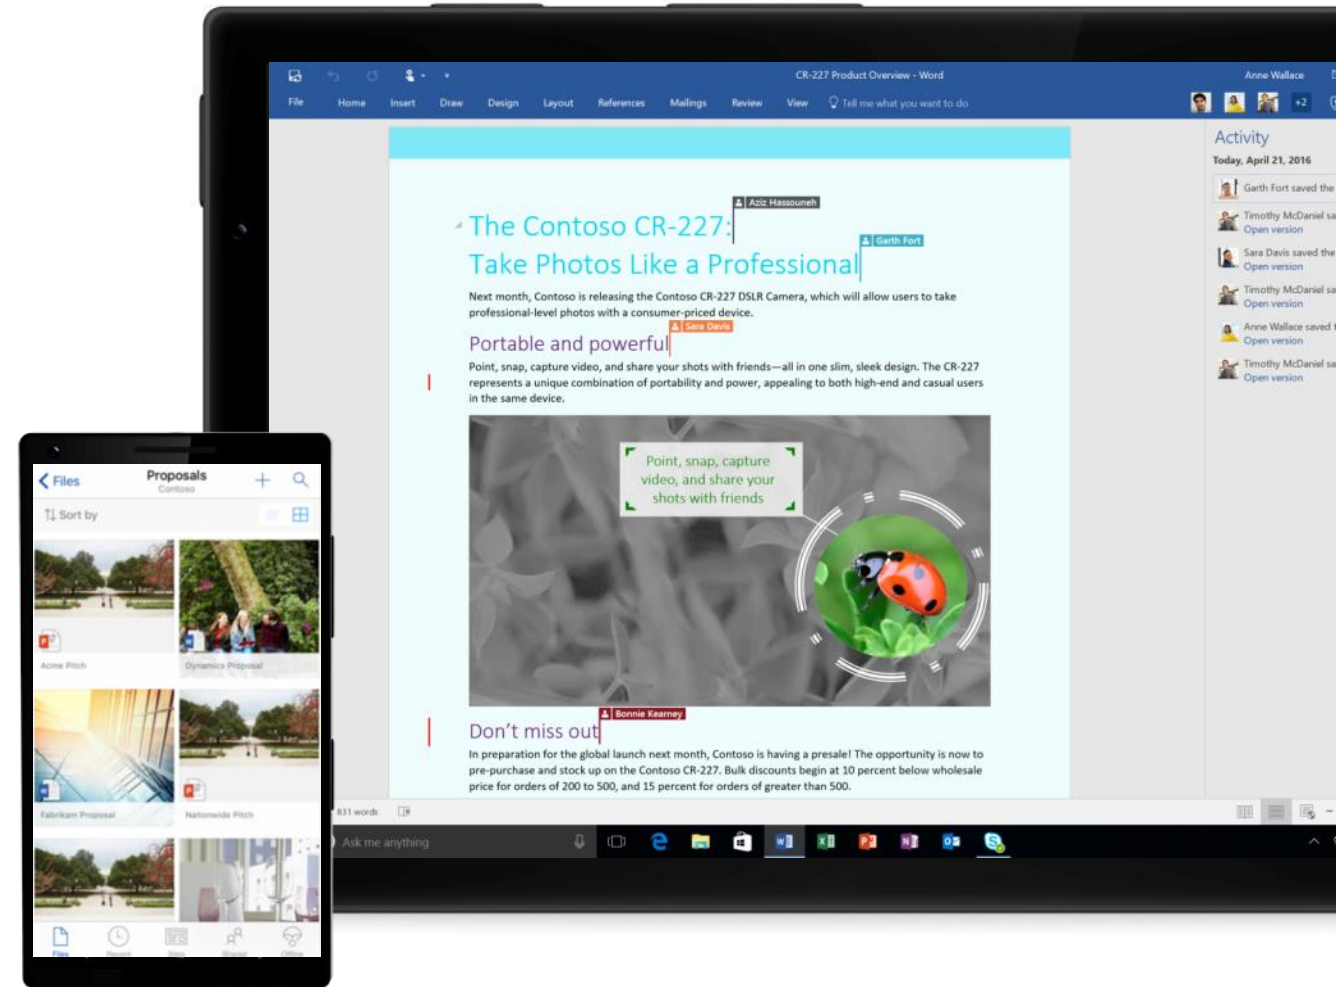 CR-227 Product Overview - Word
Anne Wallace
File Home Insert Draw Design Layout References Mailings Review View Tell me what you want to do
+2
Activity
Today, April 21, 2016
Garth Fort saved the
Timothy McDaniel sa
Open version
Sara Davis saved the
Open version
Timothy McDaniel sa
Open version
Anne Wallace saved t
Open version
Timothy McDaniel sa
Open version
Aziz Hassouneh
The Contoso CR-227:
Garth Fort
Take Photos Like a Professional
Next month, Contoso is releasing the Contoso CR-227 DSLR Camera, which will allow users to take
professional-level photos with a consumer-priced device.
Sara Davis
Portable and powerful
Point, snap, capture video, and share your shots with friends—all in one slim, sleek design. The CR-227
represents a unique combination of portability and power, appealing to both high-end and casual users
in the same device.
Point, snap, capture
video, and share your
shots with friends
Bonnie Kearney
Don't miss out
In preparation for the global launch next month, Contoso is having a presale! The opportunity is now to
pre-purchase and stock up on the Contoso CR-227. Bulk discounts begin at 10 percent below wholesale
price for orders of 200 to 500, and 15 percent for orders of greater than 500.
831 words
Ask me anything
Files
Proposals
Contoso
Sort by
Acme Pitch
Dynamics Proposal
Fabrikam Proposal
Nationwide Pitch
Files Recent Sites Shared Offline